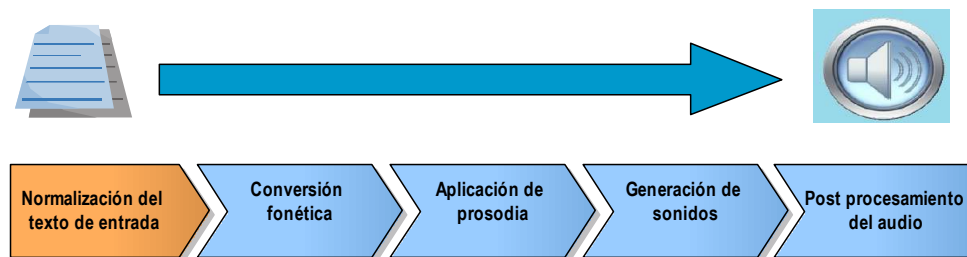 Normalización del
texto de entrada
Conversión
fonética
Aplicación de
prosodia
Generación de
sonidos
Post procesamiento
del audio